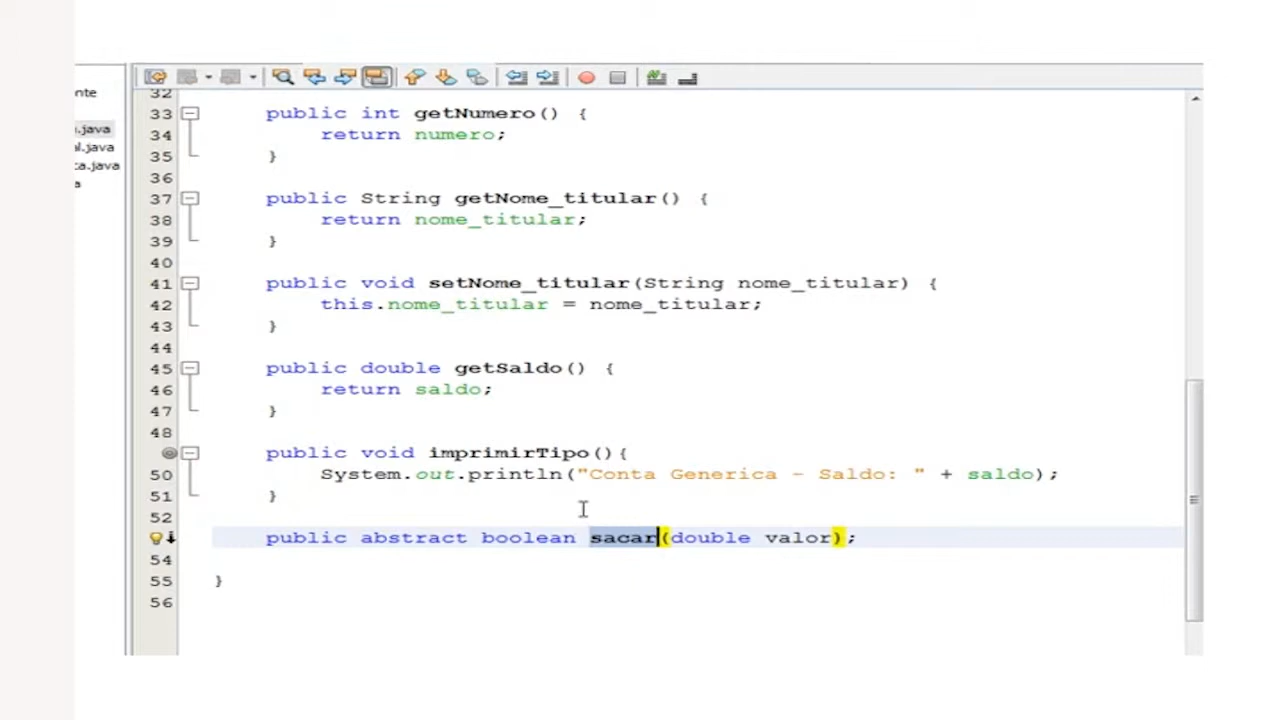 nte
.java
al.java
ca.java
a
32
33 public int getNumero() {
34 return numero;
35 }
36
37 public String getNome_titular() {
38 return nome_titular;
39 }
40
41 public void setNome_titular(String nome_titular) {
42 this.nome_titular = nome_titular;
43 }
44
45 public double getSaldo() {
46 return saldo;
47 }
48
public void imprimirTipo(){
50 System.out.println("Conta Generica - Saldo: " + saldo);
51 }
52
public abstract boolean sacar(double valor);
54
55 }
56